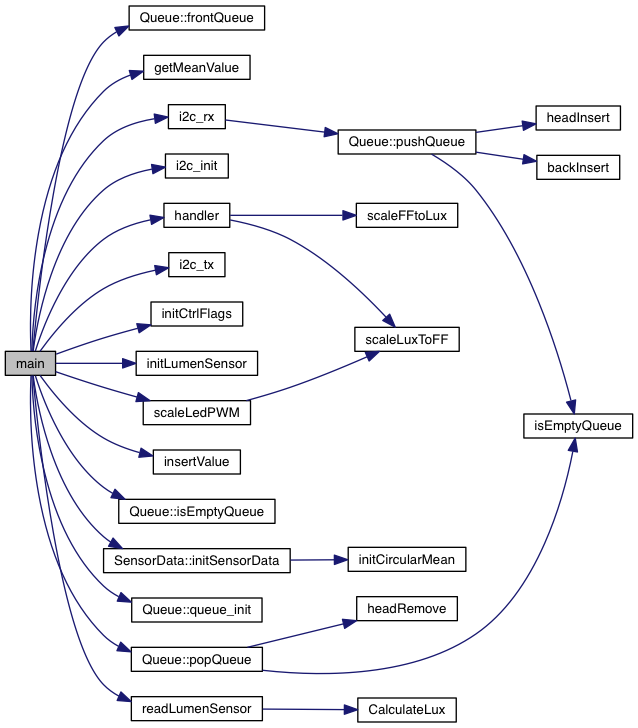 Queue::frontQueue
getMeanValue
i2c_rx
Queue::pushQueue
headInsert
backInsert
i2c_init
handler
scaleFFtoLux
i2c_tx
initCtrlFlags
scaleLuxToFF
main
initLumenSensor
scaleLedPWM
isEmptyQueue
insertValue
Queue::isEmptyQueue
SensorData::initSensorData
initCircularMean
Queue::queue_init
headRemove
Queue::popQueue
readLumenSensor
CalculateLux